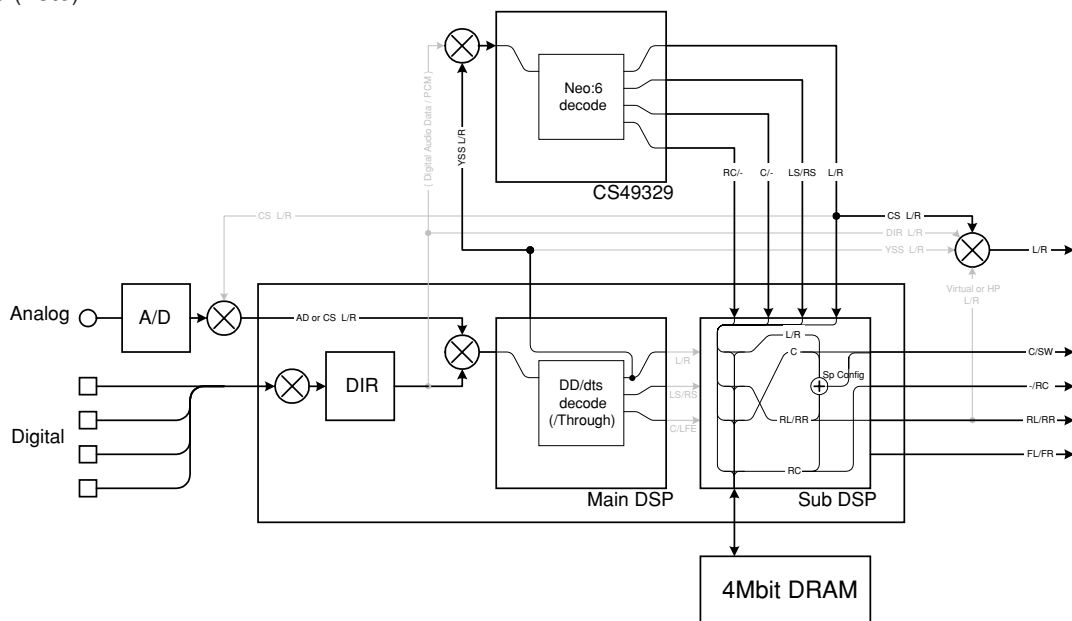 Neo:6
decode
CS49329
( Digital Audio Data / PCM )
YSS L/R
RC/-
C/-
LS/RS
L/R
CS L/R
CS L/R
DIR L/R
YSS L/R
L/R
Virtual or HP
L/R
Analog
A/D
AD or CS L/R
DIR
Digital
DD/dts
decode
(/Through)
Main DSP
L/R
LS/RS
C/LFE
L/R
C
Sp Config
RL/RR
RC
Sub DSP
C/SW
-/RC
RL/RR
FL/FR
4Mbit DRAM